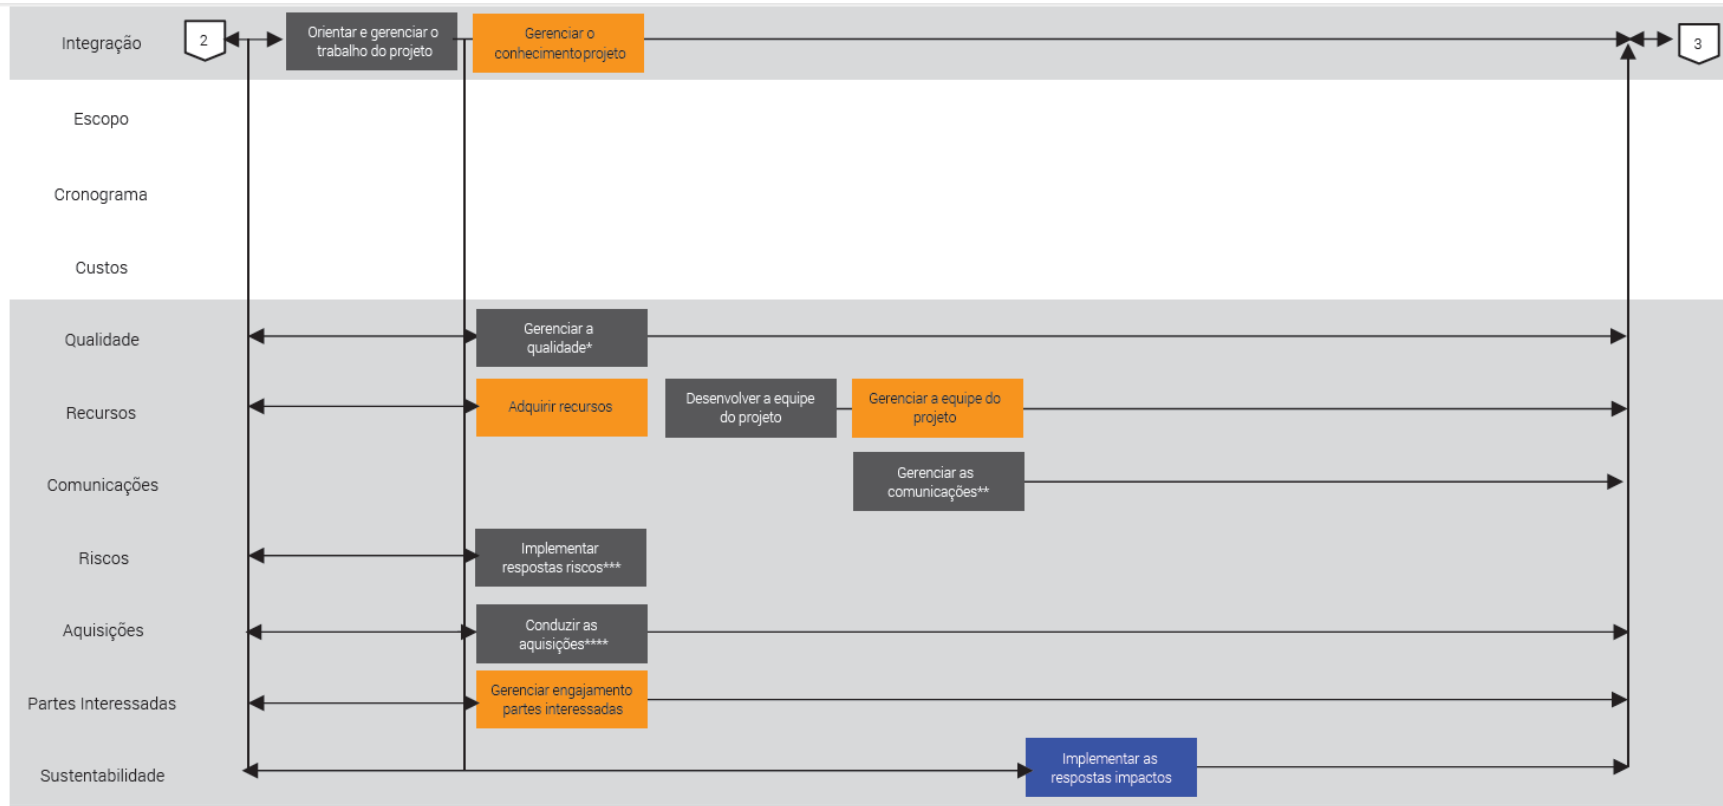 Integração
2
Orientar e gerenciar o
trabalho do projeto
Gerenciar o
conhecimentoprojeto
3
Escopo
Cronograma
Custos
Qualidade
Gerenciar a
qualidade*
Recursos
Adquirir recursos
Desenvolver a equipe
do projeto
Gerenciar a equipe do
projeto
Comunicações
Gerenciar as
comunicações**
Riscos
Implementar
respostas riscos***
Aquisições
Conduzir as
aquisições****
Partes Interessadas
Gerenciar engajamento
partes interessadas
Sustentabilidade
Implementar as
respostas impactos